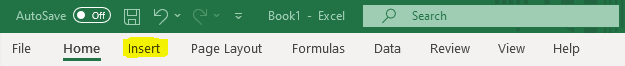 AutoSave Off Book1 - Excel Search
File Home Insert Page Layout Formulas Data Review View Help